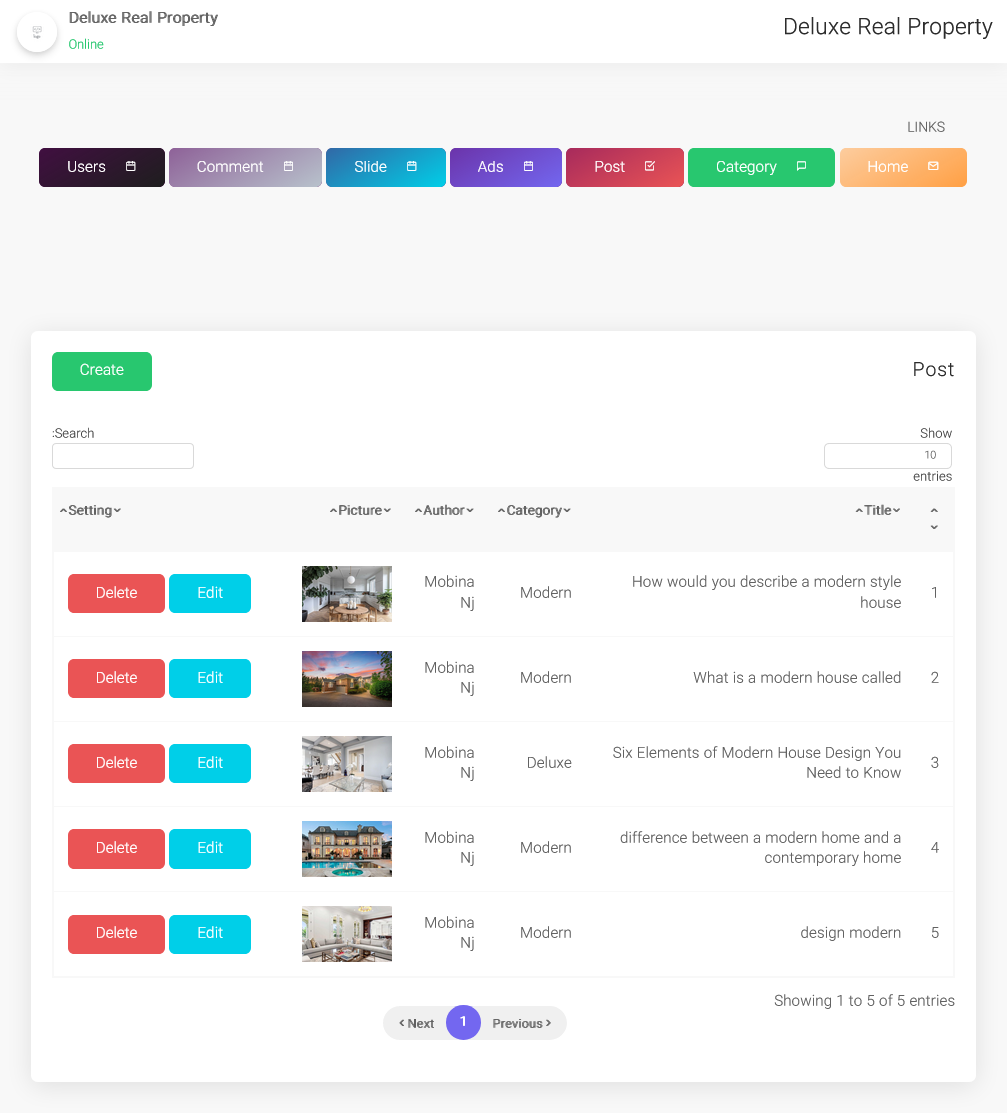 Deluxe Real Property
Online
Deluxe Real Property
LINKS
Users
Comment
Slide
Ads
Post
Category
Home
Create
Post
:Search
Show
10
entries
Setting
Picture
Author
Category
Title
Delete
Edit
Mobina
Nj
Modern
How would you describe a modern style
house
1
Delete
Edit
Mobina
Nj
Modern
What is a modern house called
2
Delete
Edit
Mobina
Nj
Deluxe
Six Elements of Modern House Design You
Need to Know
3
Delete
Edit
Mobina
Nj
Modern
difference between a modern home and a
contemporary home
4
Delete
Edit
Mobina
Nj
Modern
design modern
5
Showing 1 to 5 of 5 entries
‹ Next
1
Previous ›